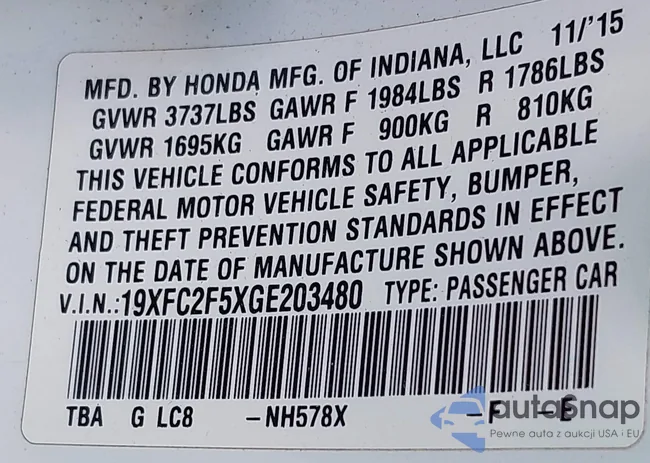 MFD. BY HONDA MFG. OF INDIANA, LLC 11/'15
GVWR 3737LBS GAWR F 1984LBS R 1786LBS
GVWR 1695KG GAWR F 900KG R 810KG
THIS VEHICLE CONFORMS TO ALL APPLICABLE
FEDERAL MOTOR VEHICLE SAFETY, BUMPER,
AND THEFT PREVENTION STANDARDS IN EFFECT
ON THE DATE OF MANUFACTURE SHOWN ABOVE.
V.I.N.:19XFC2F5XGE203480 TYPE: PASSENGER CAR
TBA G LC8 -NH578X -F -E
autoSnap
Pewne auta z aukcji USA i EU